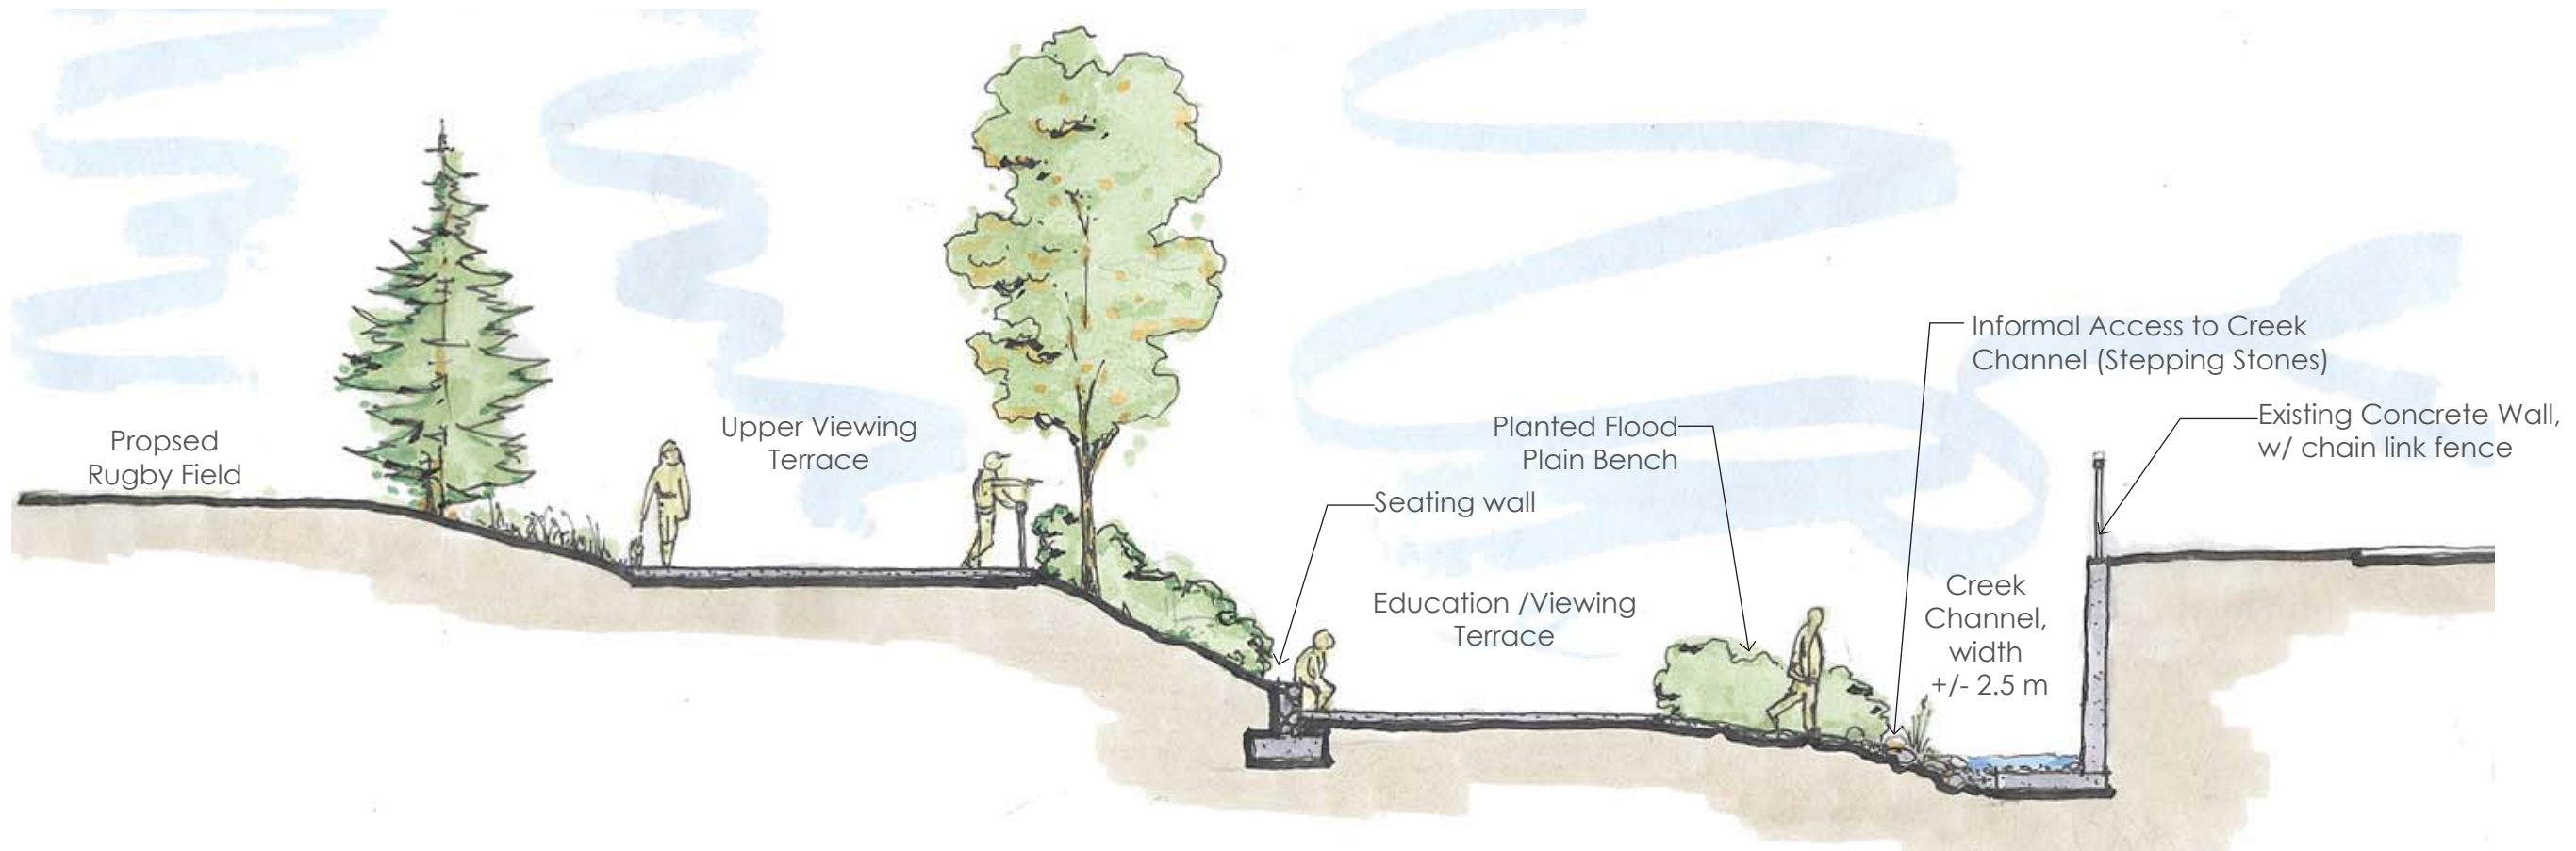 Propsed
Rugby Field
Upper Viewing
Terrace
Seating wall
Education /Viewing
Terrace
Planted Flood
Plain Bench
Informal Access to Creek
Channel (Stepping Stones)
Existing Concrete Wall,
w/ chain link fence
Creek
Channel,
width
+/- 2.5 m